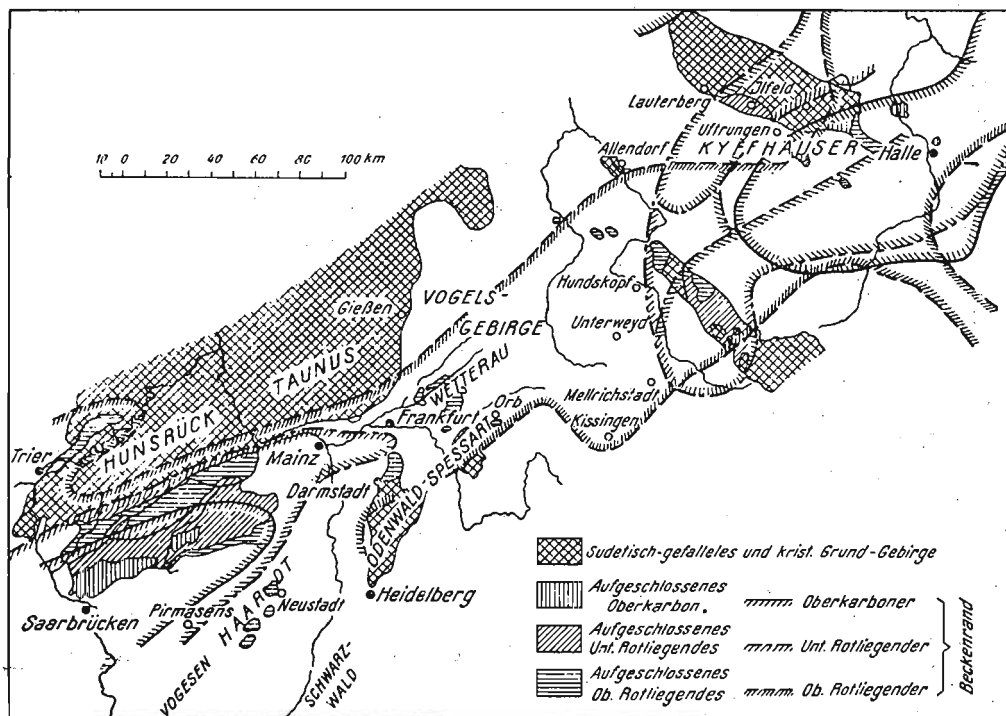 Jlfeld
Lauterberg
Uftrungen
KYFFHÄUSER
Allendorf
Halle
10 0 20 40 60 80 100 km
Gießen
VOGELS-
GEBIRGE
Hundskopf
Unterweyd
TAUNUS
WETTERAU
Mellrichstadt
Orb
Frankfurt
Kissingen
HUNSRÜCK
Trier
Mainz
Darmstadt
ODENWALD-SPESSART
Saarbrücken
Pirmasens
HAARDT
Neustadt
Heidelberg
VOGESEN
SCHWARZ-
WALD
Sudetisch-gefalleles und krist. Grund-Gebirge
Aufgeschlossenes
Oberkarbon.
Oberkarboner
Aufgeschlossenes
Unt. Rotliegendes
Unt. Rotliegender
Aufgeschlossenes
Ob. Rotliegendes
Ob. Rotliegender
Beckenrand